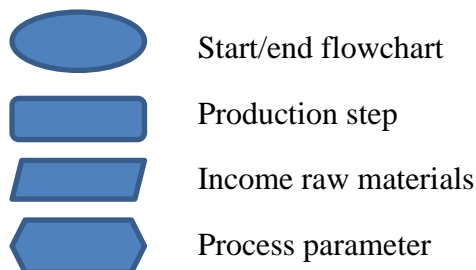 Start/end flowchart
Production step
Income raw materials
Process parameter